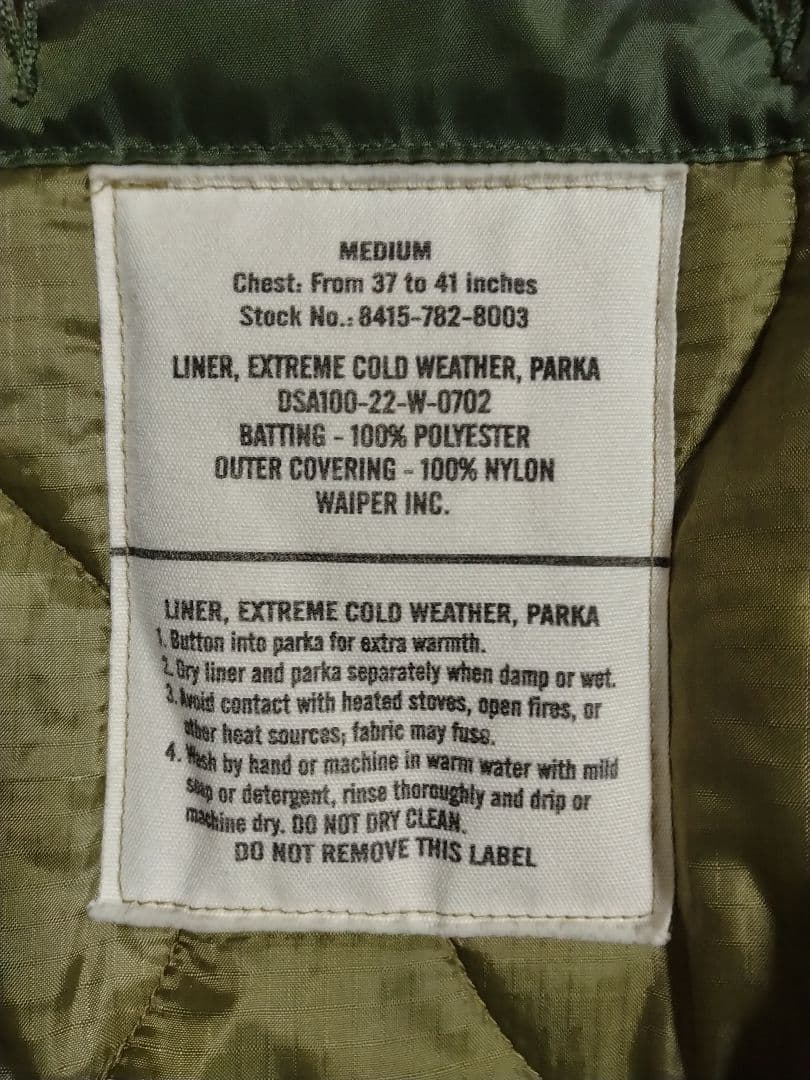 MEDIUM
Chest: From 37 to 41 inches
Stock No.: 8415-782-8003
LINER, EXTREME COLD WEATHER, PARKA
DSA100-22-W-0702
BATTING - 100% POLYESTER
OUTER COVERING - 100% NYLON
WAIPER INC.
LINER, EXTREME COLD WEATHER, PARKA
1. Button into parka for extra warmth.
2. Dry liner and parka separately when damp or wet.
3. Avoid contact with heated stoves, open fires, or
other heat sources; fabric may fuse.
4. Wash by hand or machine in warm water with mild
soap or detergent, rinse thoroughly and drip or
machine dry. DO NOT DRY CLEAN.
DO NOT REMOVE THIS LABEL